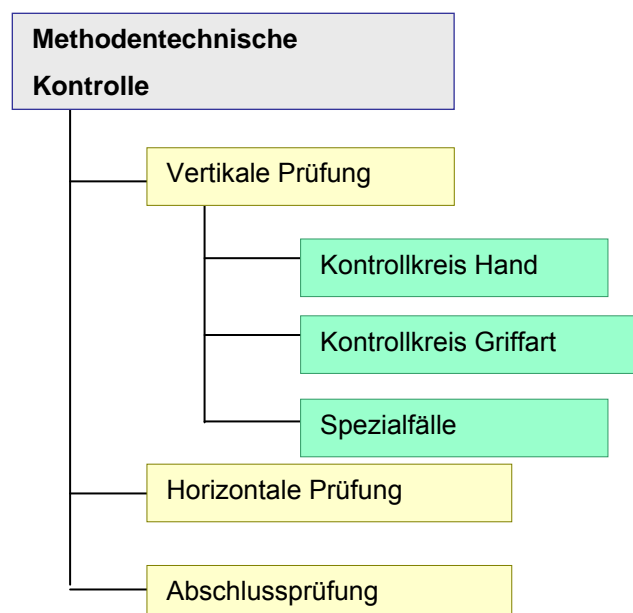 Methodentechnische
Kontrolle
Vertikale Prüfung
Kontrollkreis Hand
Kontrollkreis Griffart
Spezialfälle
Horizontale Prüfung
Abschlussprüfung